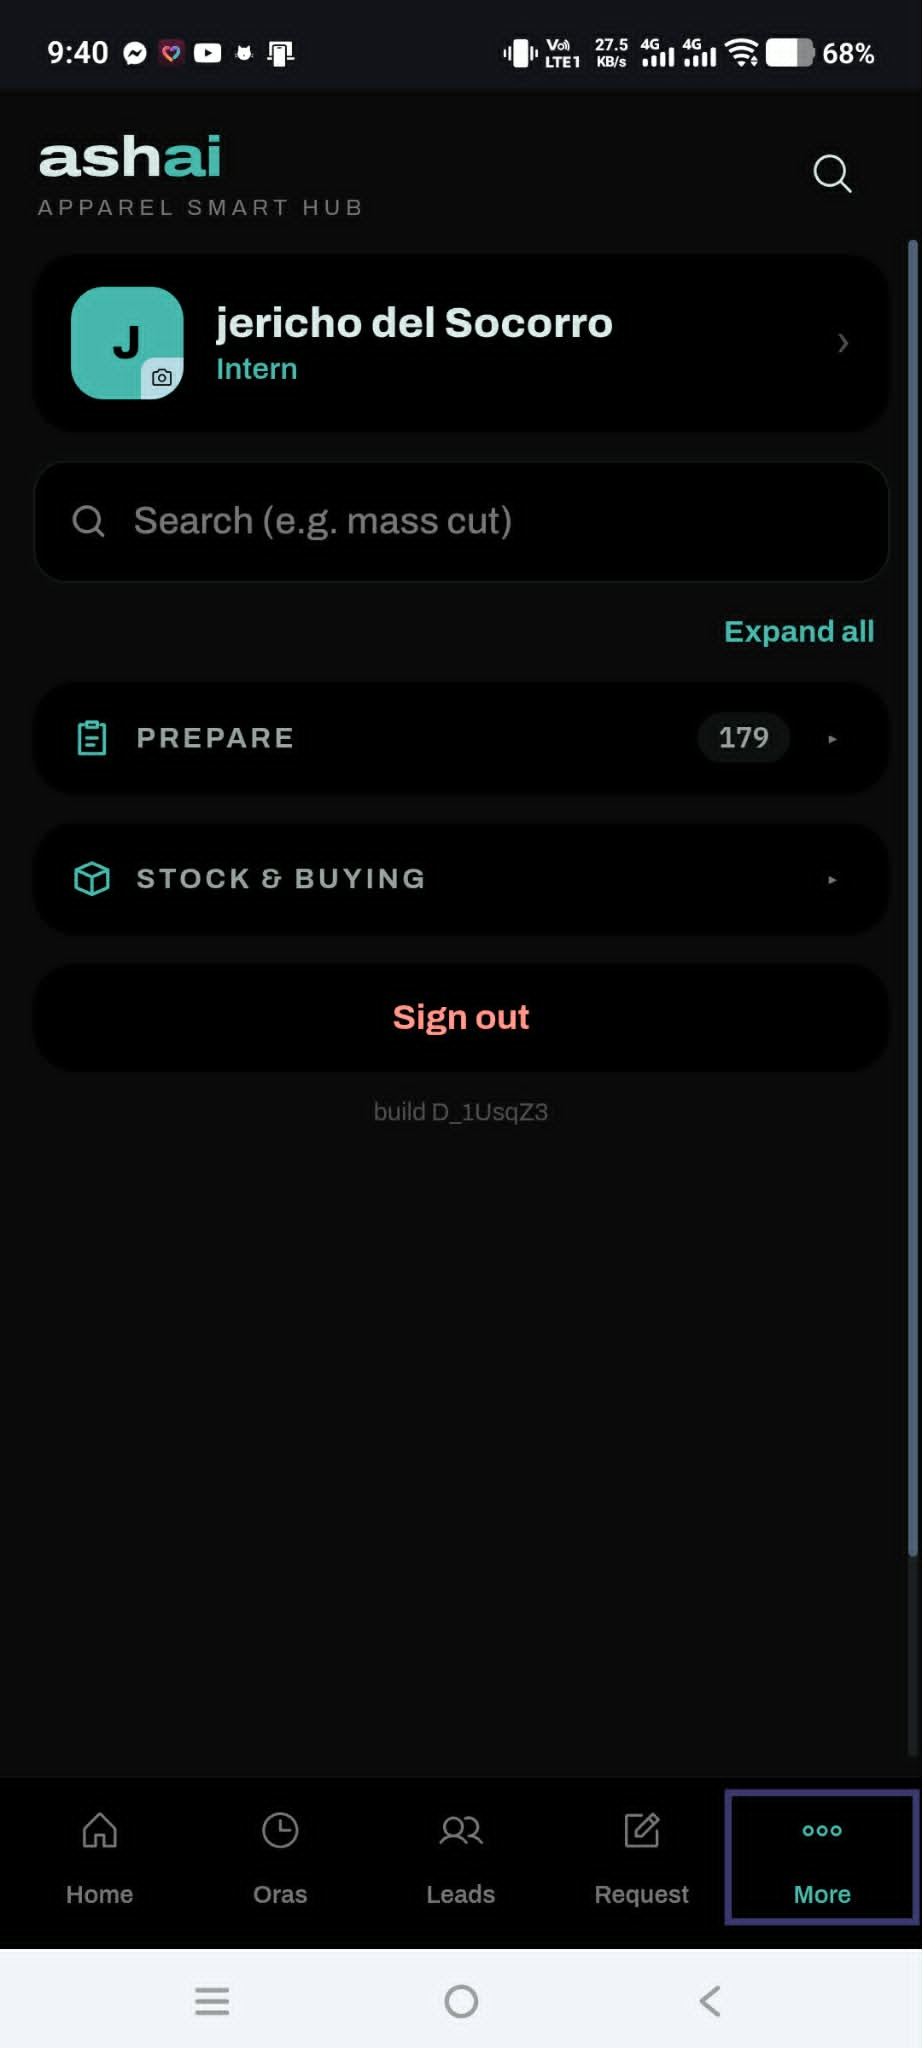 9:40
Vo)) LTE1
27.5 KB/s
4G
4G
68%
ashai
APPAREL SMART HUB
J
jericho del Socorro
Intern
Search (e.g. mass cut)
Expand all
PREPARE
179
STOCK & BUYING
Sign out
build D_1UsqZ3
Home
Oras
Leads
Request
More